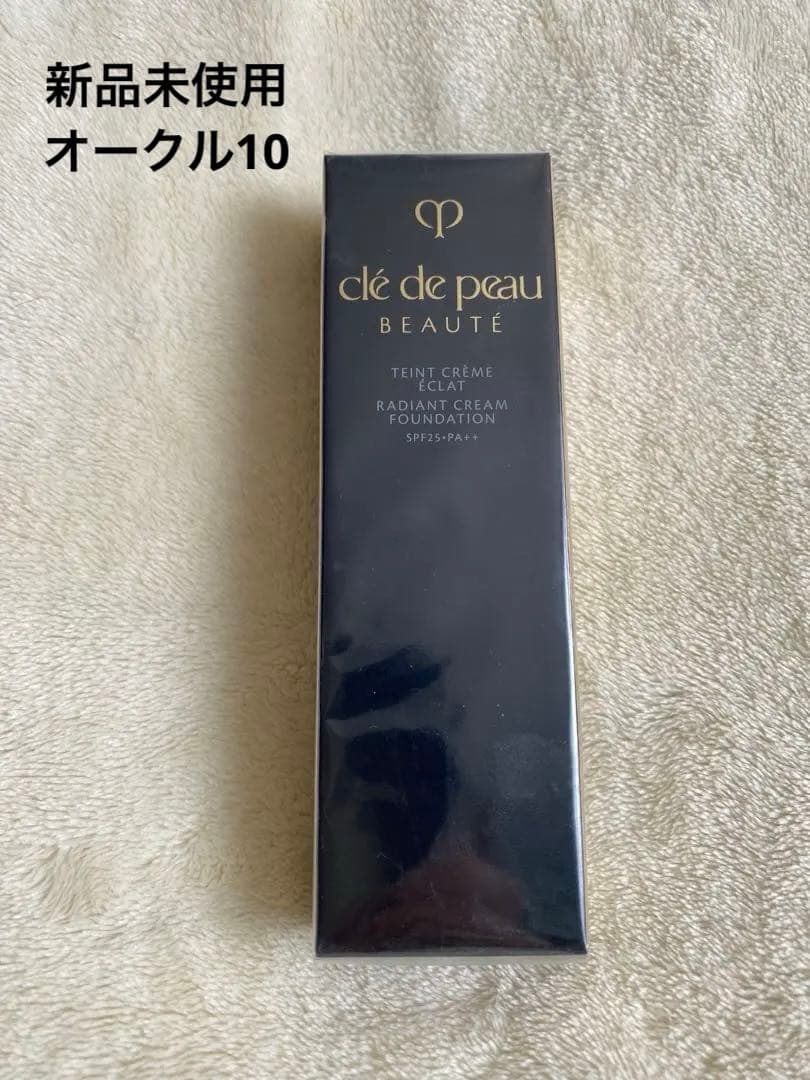 新品未使用
オークル10
clé de peau
BEAUTÉ
TEINT CRÈME
ÉCLAT
RADIANT CREAM
FOUNDATION
SPF25•PA++